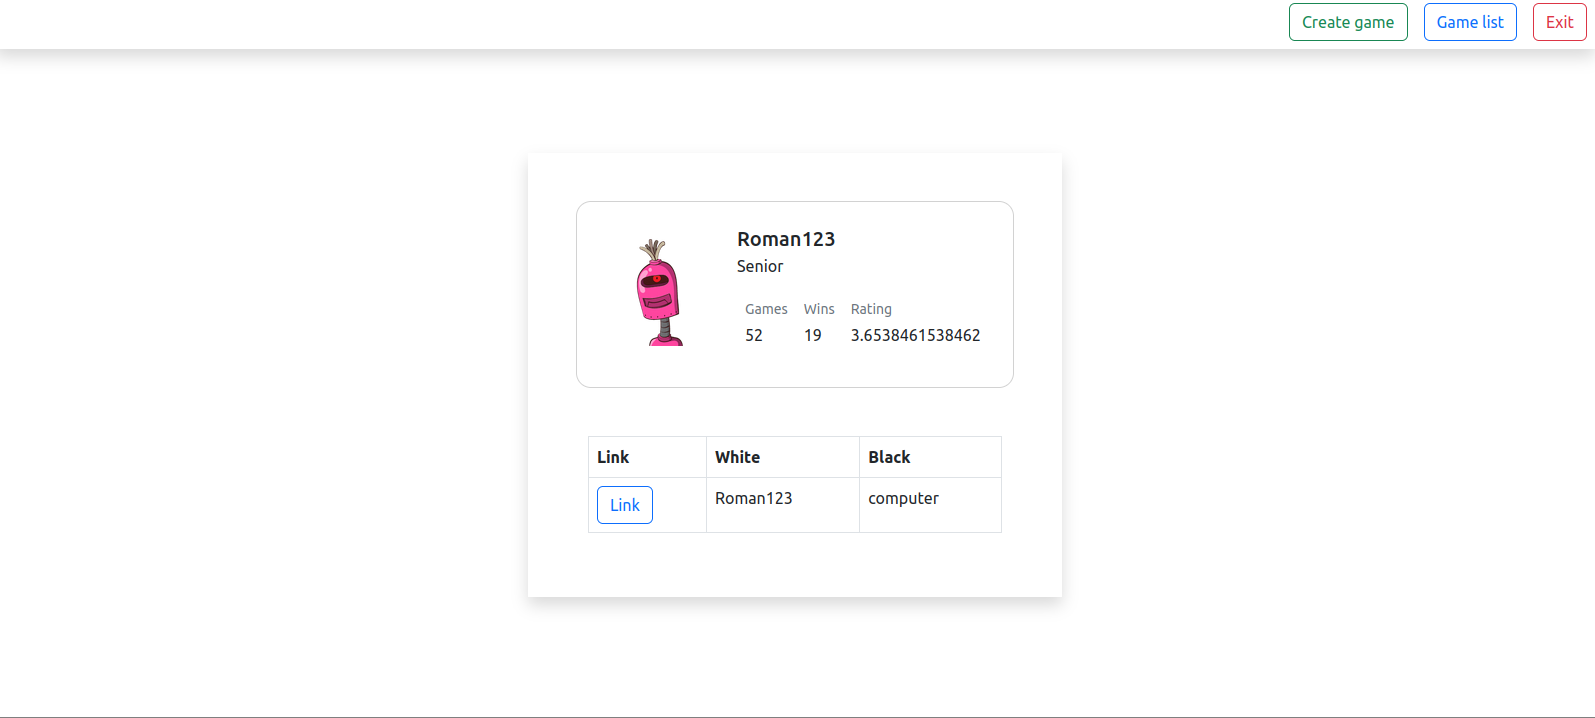 Create game Game list Exit
Roman123
Senior
Games Wins Rating
52 19 3.6538461538462
Link White Black
Link Roman123 computer